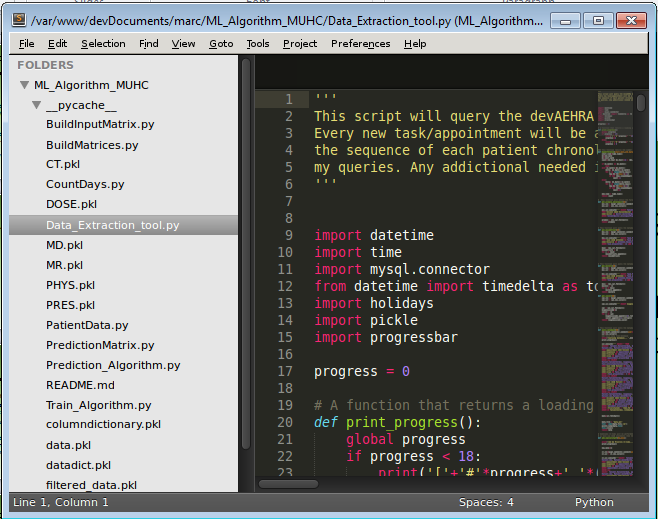 /var/www/devDocuments/marc/ML_Algorithm_MUHC/Data_Extraction_tool.py (ML_Algorithm...
File Edit Selection Find View Goto Tools Project Preferences Help
FOLDERS
ML_Algorithm_MUHC
__pycache__
BuildInputMatrix.py
BuildMatrices.py
CT.pkl
CountDays.py
DOSE.pkl
Data_Extraction_tool.py
MD.pkl
MR.pkl
PHYS.pkl
PRES.pkl
PatientData.py
PredictionMatrix.py
Prediction_Algorithm.py
README.md
Train_Algorithm.py
columndictionary.pkl
data.pkl
datadict.pkl
filtered_data.pkl
1 '''
2 This script will query the devAEHRA
3 Every new task/appointment will be
4 the sequence of each patient chronol
5 my queries. Any addictional needed
6 '''
7
8
9 import datetime
10 import time
11 import mysql.connector
12 from datetime import timedelta as
13 import holidays
14 import pickle
15 import progressbar
16
17 progress = 0
18
19 # A function that returns a loading
20 def print_progress():
21 global progress
22 if progress < 18:
23 print('['+'#'*progress+' '*
Line 1, Column 1 Spaces: 4 Python